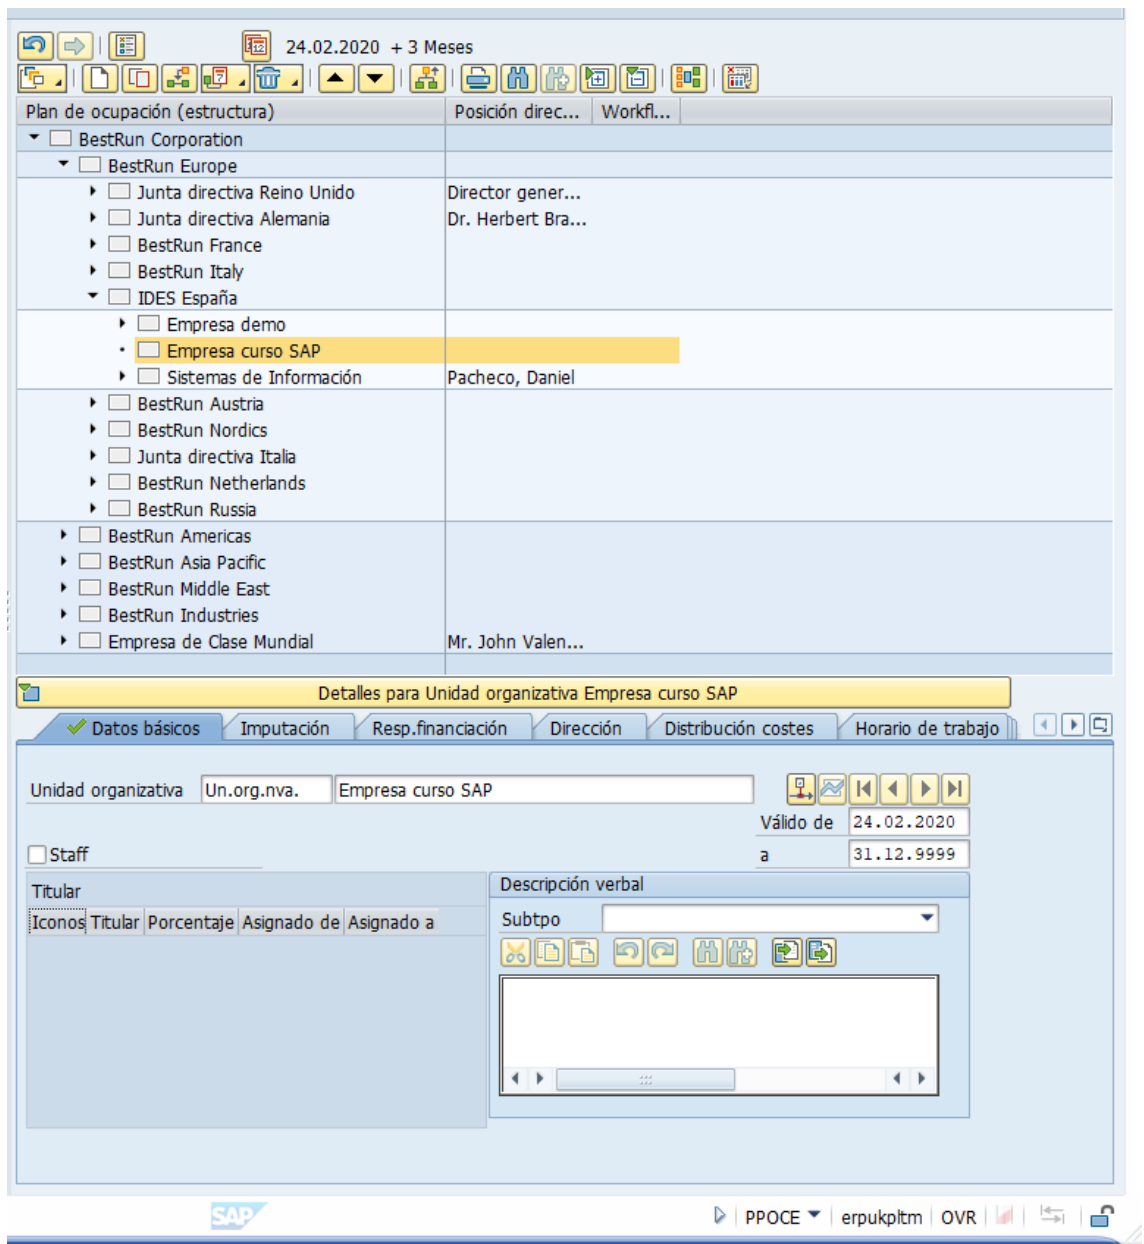 24.02.2020 + 3 Meses
Plan de ocupación (estructura) Posición direc... Workfl...
BestRun Corporation
BestRun Europe
Junta directiva Reino Unido Director gener...
Junta directiva Alemania Dr. Herbert Bra...
BestRun France
BestRun Italy
IDES España
Empresa demo
Empresa curso SAP
Sistemas de Información Pacheco, Daniel
BestRun Austria
BestRun Nordics
Junta directiva Italia
BestRun Netherlands
BestRun Russia
BestRun Americas
BestRun Asia Pacific
BestRun Middle East
BestRun Industries
Empresa de Clase Mundial Mr. John Valen...
Detalles para Unidad organizativa Empresa curso SAP
Datos básicos Imputación Resp.financiación Dirección Distribución costes Horario de trabajo
Unidad organizativa Un.org.nva. Empresa curso SAP
Válido de 24.02.2020
Staff a 31.12.9999
Titular Descripción verbal
Iconos Titular Porcentaje Asignado de Asignado a Subtpo
SAP PPOCE erpukpltm OVR